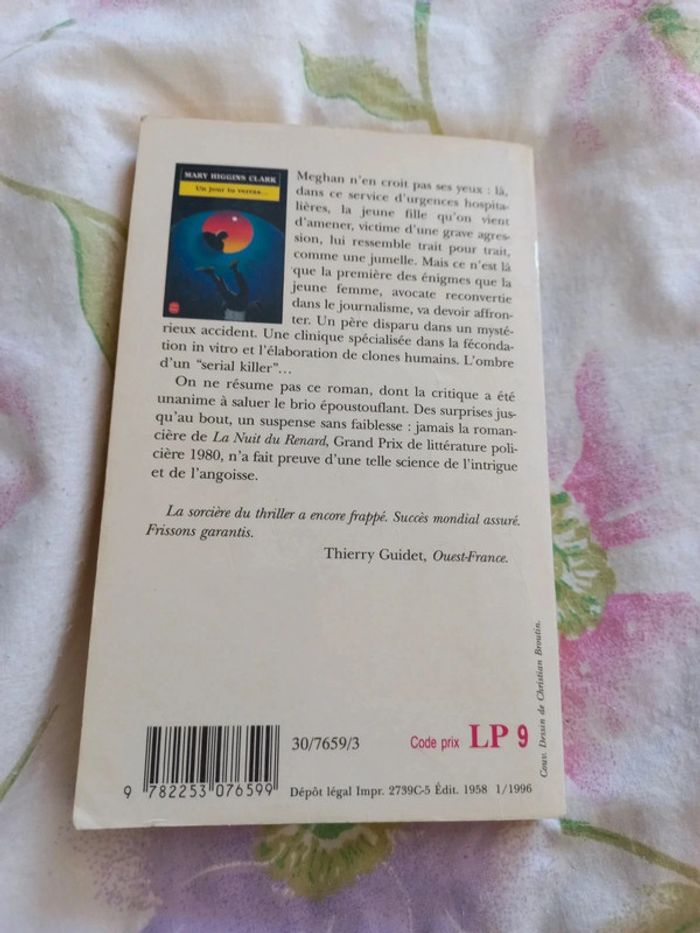 MARY HIGGINS CLARK
Un jour tu verras...
Meghan n'en croit pas ses yeux : là,
dans ce service d'urgences hospita-
lières, la jeune fille qu'on vient
d'amener, victime d'une grave agres-
sion, lui ressemble trait pour trait,
comme une jumelle. Mais ce n'est là
que la première des énigmes que la
jeune femme, avocate reconvertie
dans le journalisme, va devoir affron-
ter. Un père disparu dans un mysté-
rieux accident. Une clinique spécialisée dans la féconda-
tion in vitro et l'élaboration de clones humains. L'ombre
d'un "serial killer"...
On ne résume pas ce roman, dont la critique a été
unanime à saluer le brio époustouflant. Des surprises jus-
qu'au bout, un suspense sans faiblesse : jamais la roman-
cière de La Nuit du Renard, Grand Prix de littérature poli-
cière 1980, n'a fait preuve d'une telle science de l'intrigue
et de l'angoisse.
La sorcière du thriller a encore frappé. Succès mondial assuré.
Frissons garantis.
Thierry Guidet, Ouest-France.
Couv. Dessin de Christian Broutin.
30/7659/3
Code prix LP 9
9 782253 076599
Dépôt légal Impr. 2739C-5 Édit. 1958 1/1996